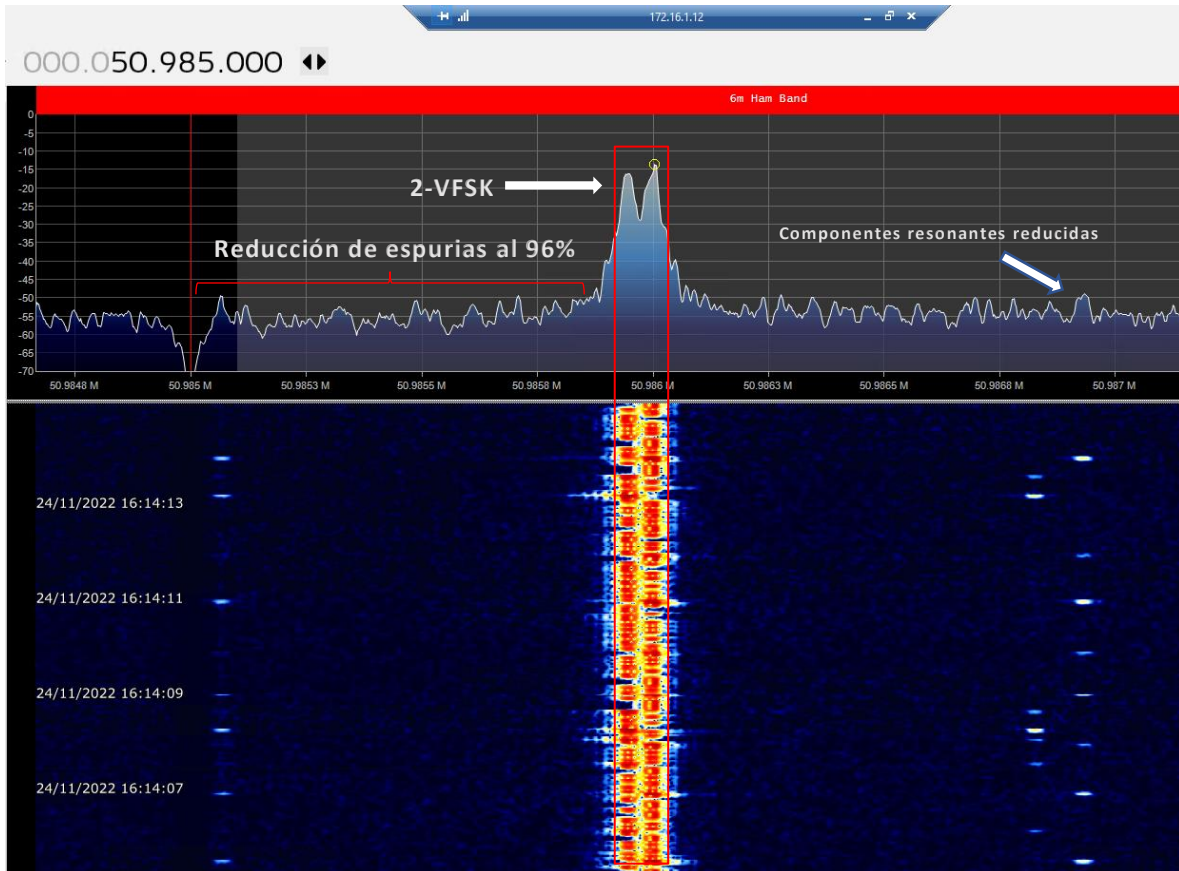 172.16.1.12
000.050.985.000
6m Ham Band
0
-5
-10
-15
-20
-25
-30
-35
-40
-45
-50
-55
-60
-65
-70
2-VFSK
Reducción de espurias al 96%
Componentes resonantes reducidas
50.9848 M
50.985 M
50.9853 M
50.9855 M
50.9858 M
50.986 M
50.9863 M
50.9865 M
50.9868 M
50.987 M
24/11/2022 16:14:13
24/11/2022 16:14:11
24/11/2022 16:14:09
24/11/2022 16:14:07